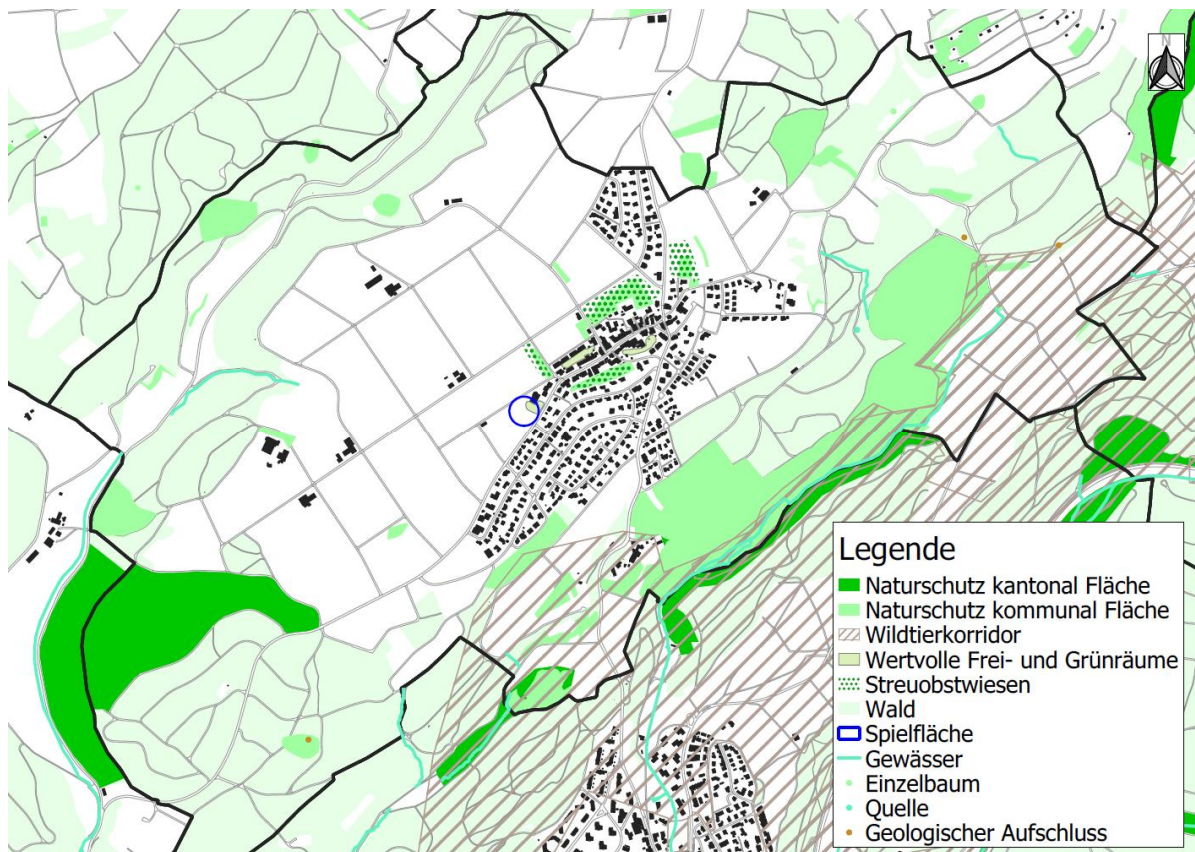 Legende
Naturschutz kantonal Fläche
Naturschutz kommunal Fläche
Wildtierkorridor
Wertvolle Frei- und Grünräume
Streuobstwiesen
Wald
Spielfläche
Gewässer
Einzelbaum
Quelle
Geologischer Aufschluss